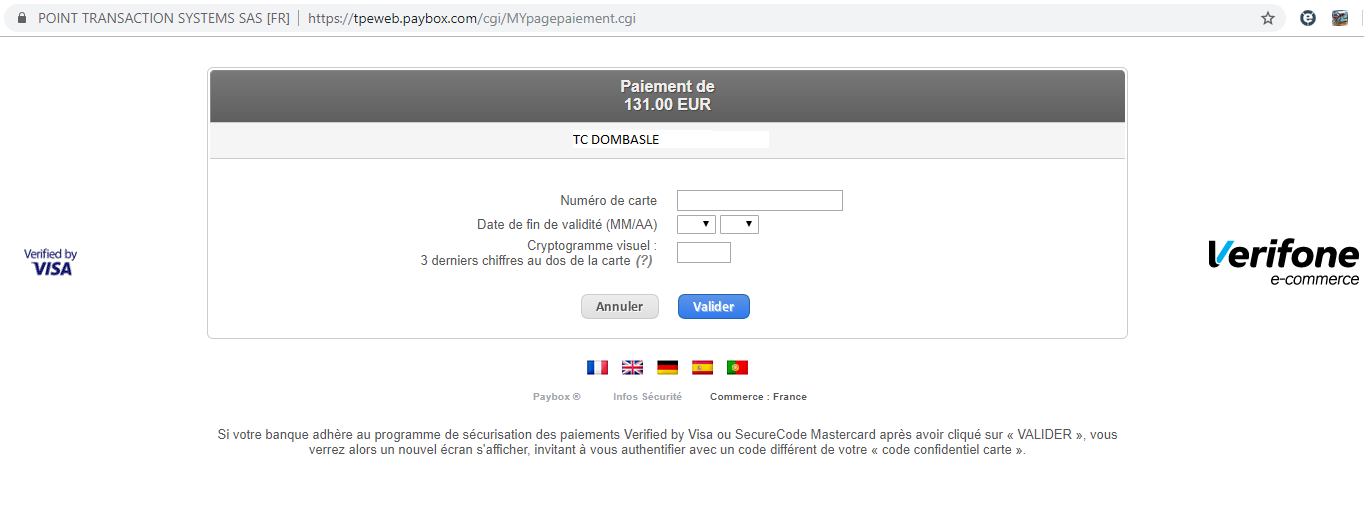 POINT TRANSACTION SYSTEMS SAS [FR] | https://tpeweb.paybox.com/cgi/MYpagepaiement.cgi
Paiement de
131.00 EUR
TC DOMBASLE
Numéro de carte
Date de fin de validité (MM/AA)
Cryptogramme visuel :
3 derniers chiffres au dos de la carte (?)
Verified by
VISA
Verifone
e-commerce
Annuler Valider
Paybox ® Infos Sécurité Commerce : France
Si votre banque adhère au programme de sécurisation des paiements Verified by Visa ou SecureCode Mastercard après avoir cliqué sur « VALIDER », vous
verrez alors un nouvel écran s'afficher, invitant à vous authentifier avec un code différent de votre « code confidentiel carte ».